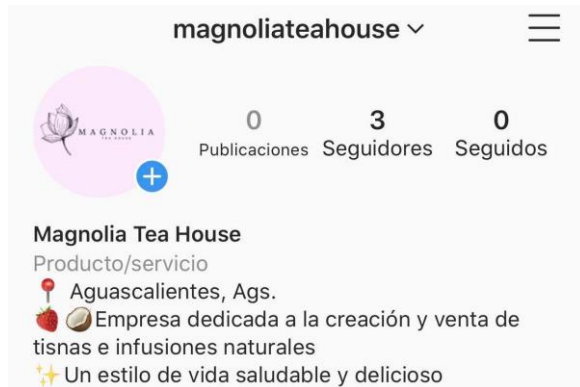 magnoliateahouse
MAGNOLIA
TEA HOUSE
0 3 0
Publicaciones Seguidores Seguidos
Magnolia Tea House
Producto/servicio
📍 Aguascalientes, Ags.
🍓 🥥Empresa dedicada a la creación y venta de
tisnas e infusiones naturales
✨Un estilo de vida saludable y delicioso